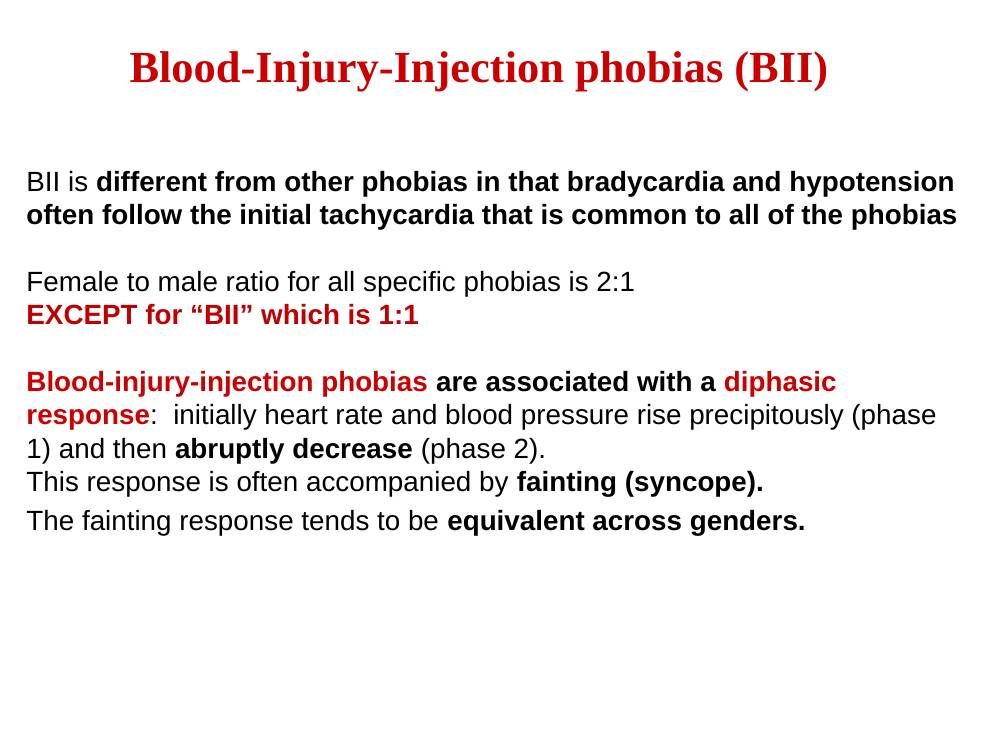 Blood-Injury-Injection phobias (BII)
BII is different from other phobias in that bradycardia and hypotension
often follow the initial tachycardia that is common to all of the phobias
Female to male ratio for all specific phobias is 2:1
EXCEPT for “BII” which is 1:1
Blood-injury-injection phobias are associated with a diphasic
response:  initially heart rate and blood pressure rise precipitously (phase
1) and then abruptly decrease (phase 2).
This response is often accompanied by fainting (syncope).
The fainting response tends to be equivalent across genders.